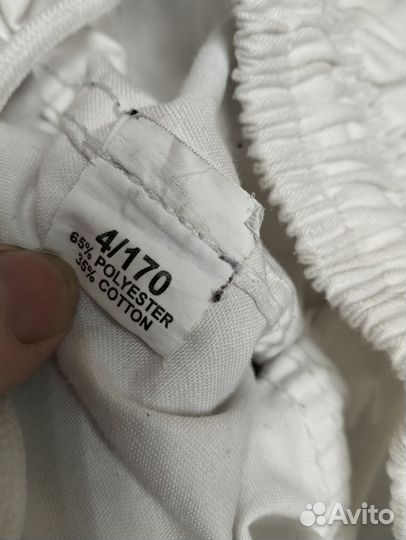 4/170
65% POLYESTER
35% COTTON
Avito